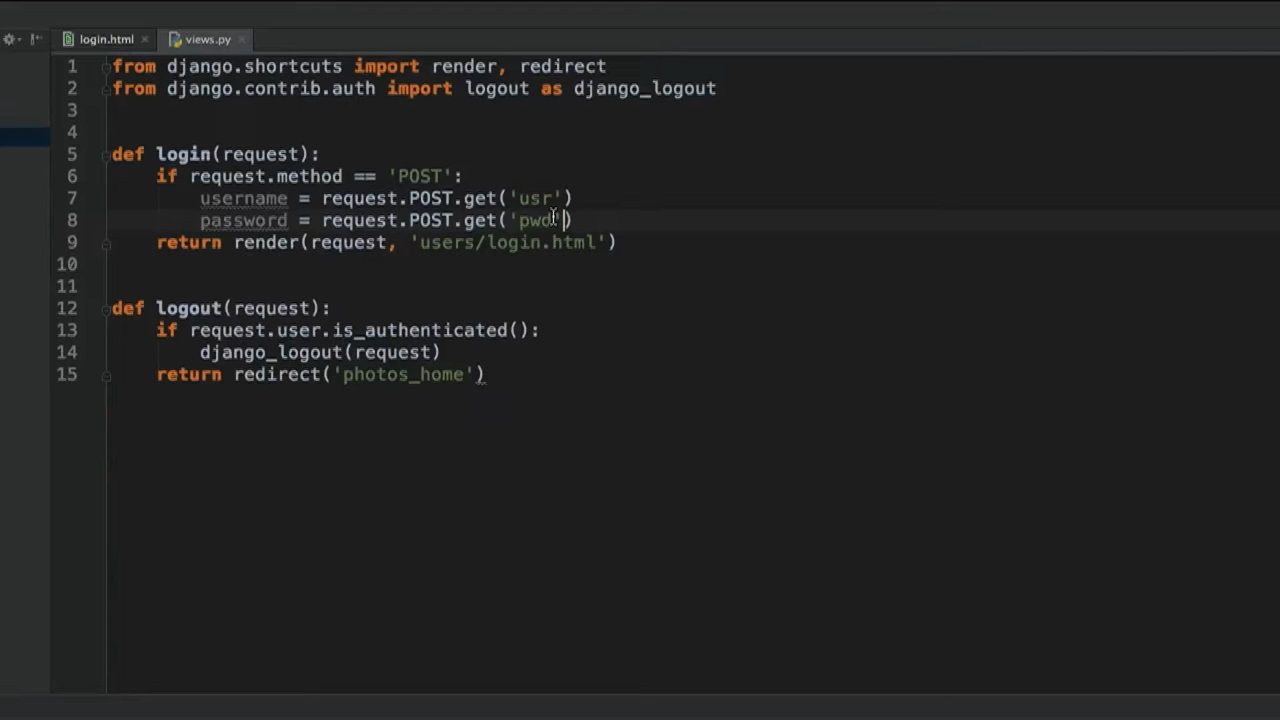 login.html views.py
1 from django.shortcuts import render, redirect
2 from django.contrib.auth import logout as django_logout
3
4
5 def login(request):
6     if request.method == 'POST':
7         username = request.POST.get('usr')
8         password = request.POST.get('pwd')
9     return render(request, 'users/login.html')
10
11
12 def logout(request):
13     if request.user.is_authenticated():
14         django_logout(request)
15     return redirect('photos_home')